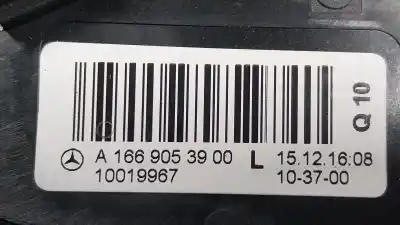 A 166 905 39 00 L 15.12.16:08
10019967 10-37-00
Q 10